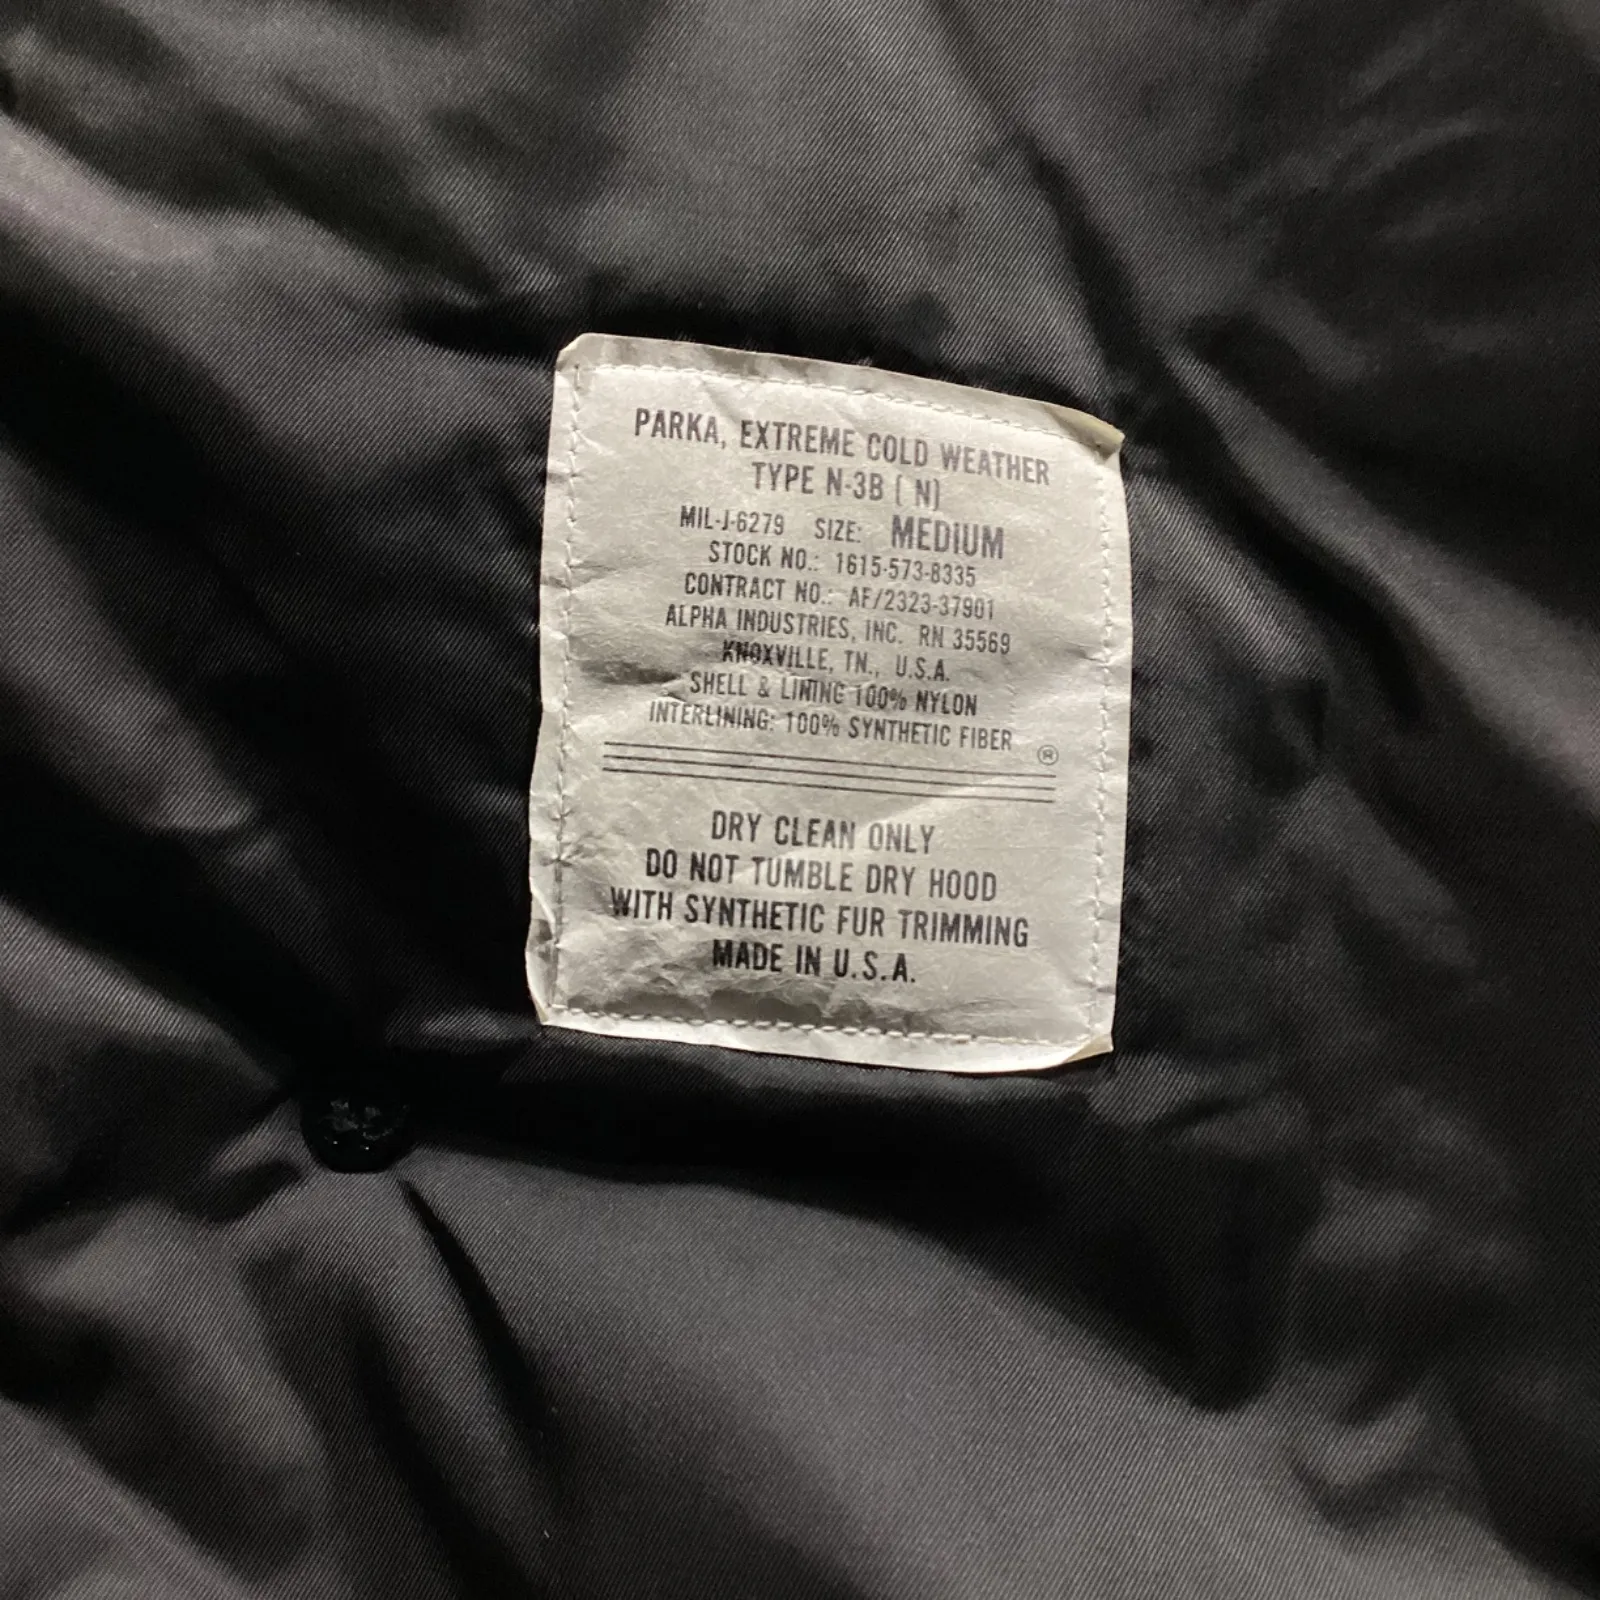 PARKA, EXTREME COLD WEATHER
TYPE N-3B ( N)
MIL-J-6279 SIZE: MEDIUM
STOCK NO.: 1615-573-8335
CONTRACT NO.: AF/2323-37901
ALPHA INDUSTRIES, INC. RN 35569
KNOXVILLE, TN., U.S.A.
SHELL & LINING 100% NYLON
INTERLINING: 100% SYNTHETIC FIBER
®
DRY CLEAN ONLY
DO NOT TUMBLE DRY HOOD
WITH SYNTHETIC FUR TRIMMING
MADE IN U.S.A.